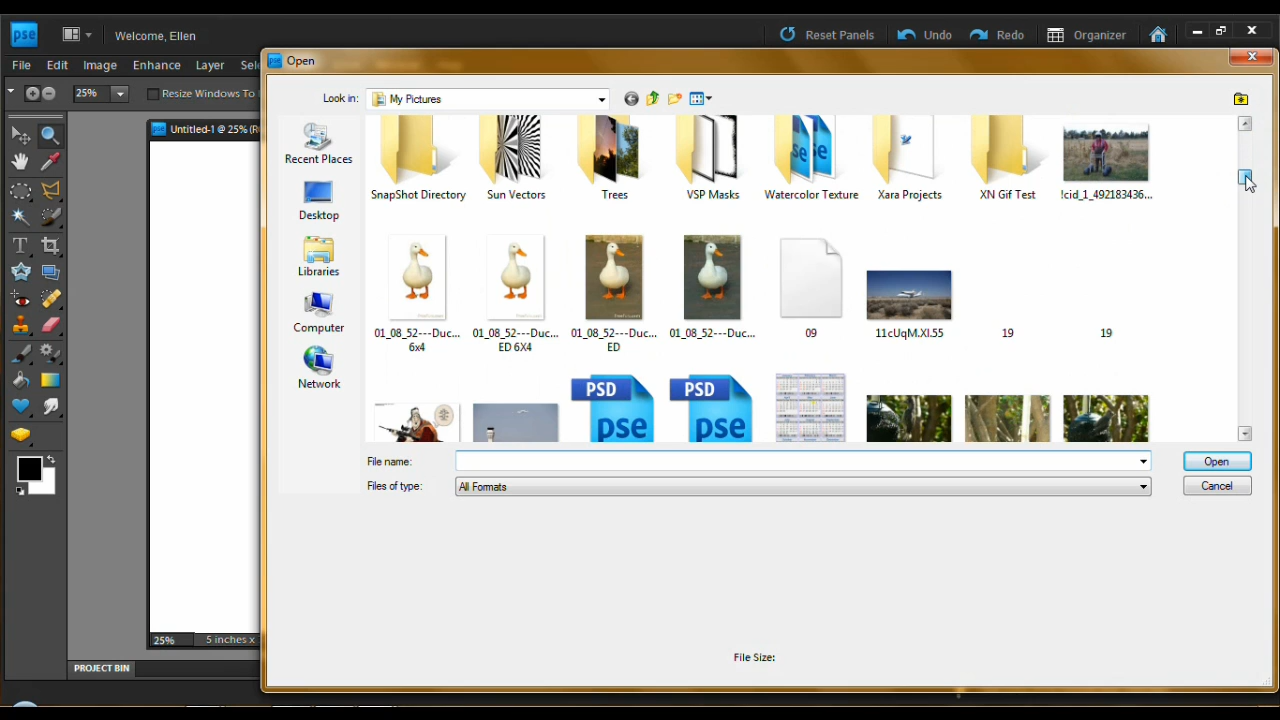 pse
Welcome, Ellen
Reset Panels
Undo
Redo
Organizer
File
Edit
Image
Enhance
Layer
Sel
Open
25%
Resize Windows To
Look in:
My Pictures
Untitled-1 @ 25% (R
Recent Places
Desktop
Libraries
Computer
Network
SnapShot Directory
Sun Vectors
Trees
VSP Masks
Watercolor Texture
Xara Projects
XN Gif Test
!cid_1_492183436...
01_08_52---Duc...
6x4
01_08_52---Duc...
ED 6X4
01_08_52---Duc...
ED
01_08_52---Duc...
09
11cUqM.Xl.55
19
19
PSD
pse
PSD
pse
File name:
Open
Files of type:
All Formats
Cancel
25%
5 inches x
PROJECT BIN
File Size: